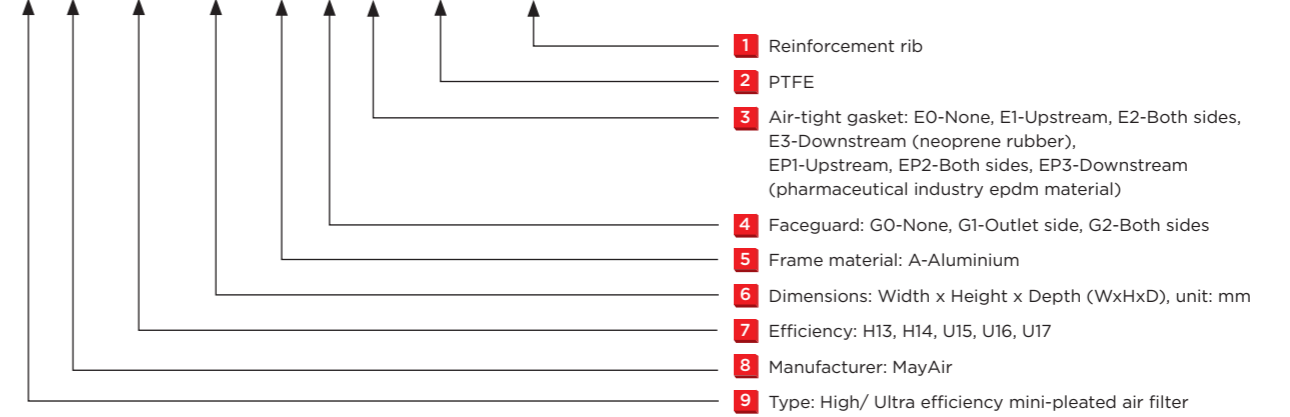 1 Reinforcement rib
2 PTFE
3 Air-tight gasket: E0-None, E1-Upstream, E2-Both sides,
E3-Downstream (neoprene rubber),
EP1-Upstream, EP2-Both sides, EP3-Downstream
(pharmaceutical industry epdm material)
4 Faceguard: G0-None, G1-Outlet side, G2-Both sides
5 Frame material: A-Aluminium
6 Dimensions: Width x Height x Depth (WxHxD), unit: mm
7 Efficiency: H13, H14, U15, U16, U17
8 Manufacturer: MayAir
9 Type: High/ Ultra efficiency mini-pleated air filter